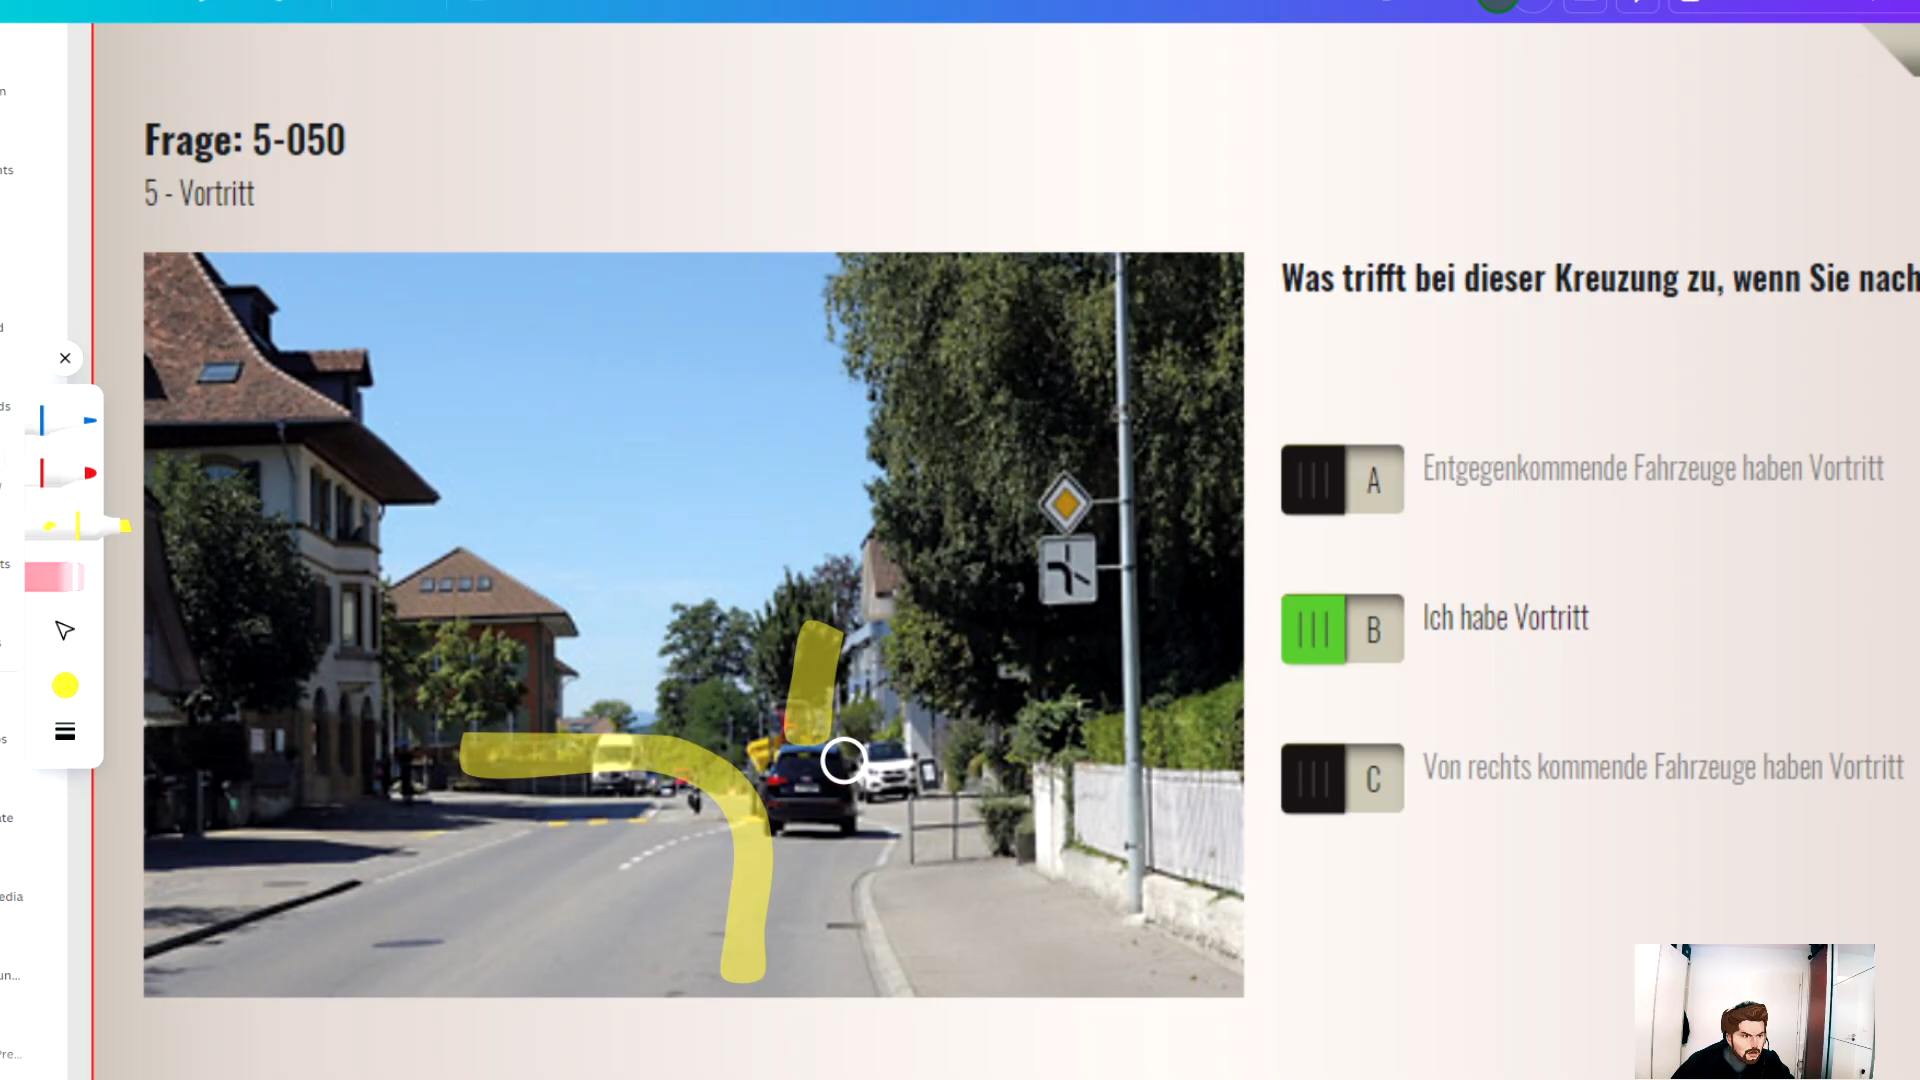 Frage: 5-050
5 - Vortritt
Was trifft bei dieser Kreuzung zu, wenn Sie nach
A Entgegenkommende Fahrzeuge haben Vortritt
B Ich habe Vortritt
C Von rechts kommende Fahrzeuge haben Vortritt